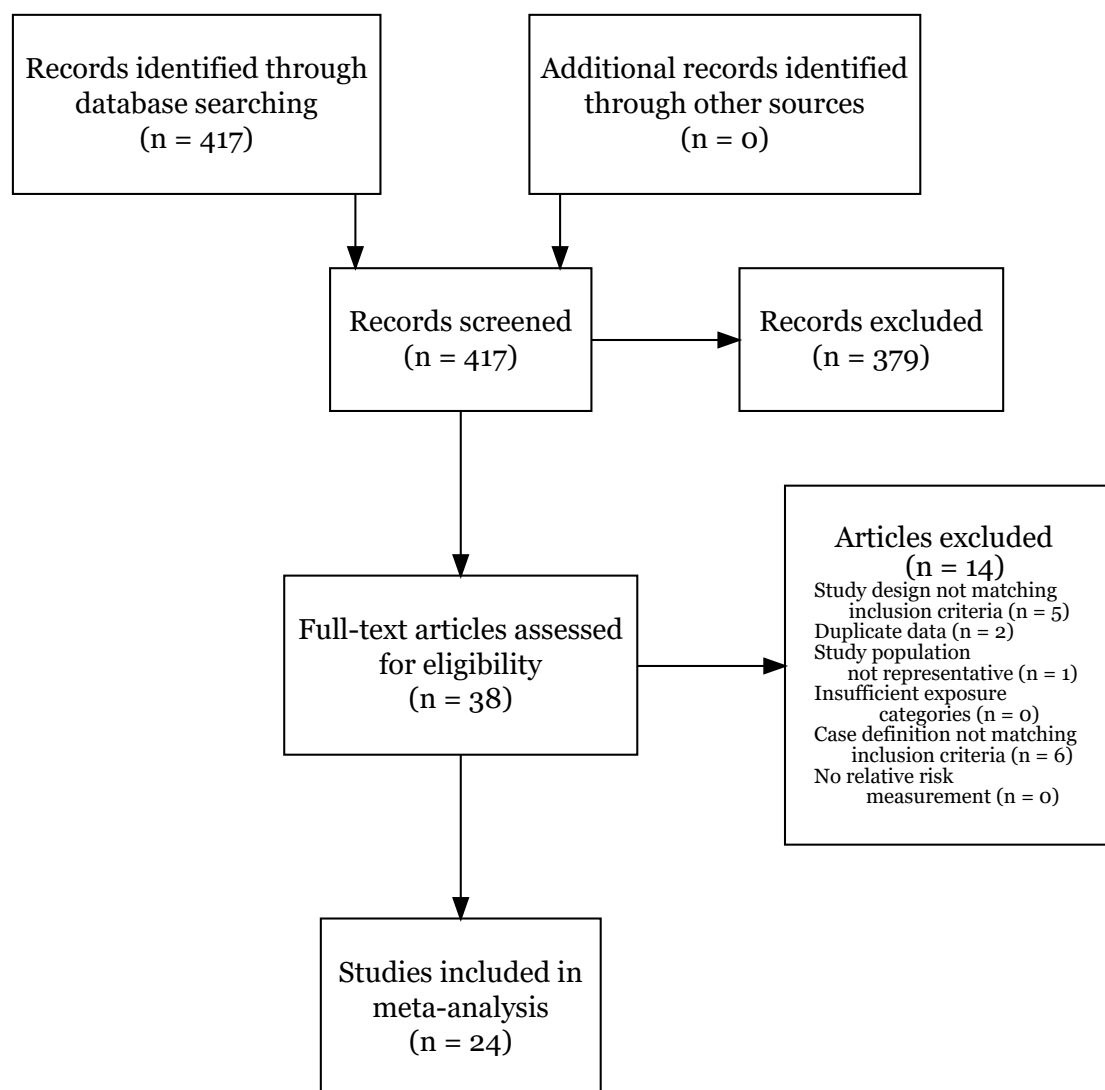 Records identified through
database searching
(n = 417)
Additional records identified
through other sources
(n = 0)
Records screened
(n = 417)
Records excluded
(n = 379)
Full-text articles assessed
for eligibility
(n = 38)
Articles excluded
(n = 14)
Study design not matching
inclusion criteria (n = 5)
Duplicate data (n = 2)
Study population
not representative (n = 1)
Insufficient exposure
categories (n = 0)
Case definition not matching
inclusion criteria (n = 6)
No relative risk
measurement (n = 0)
Studies included in
meta-analysis
(n = 24)